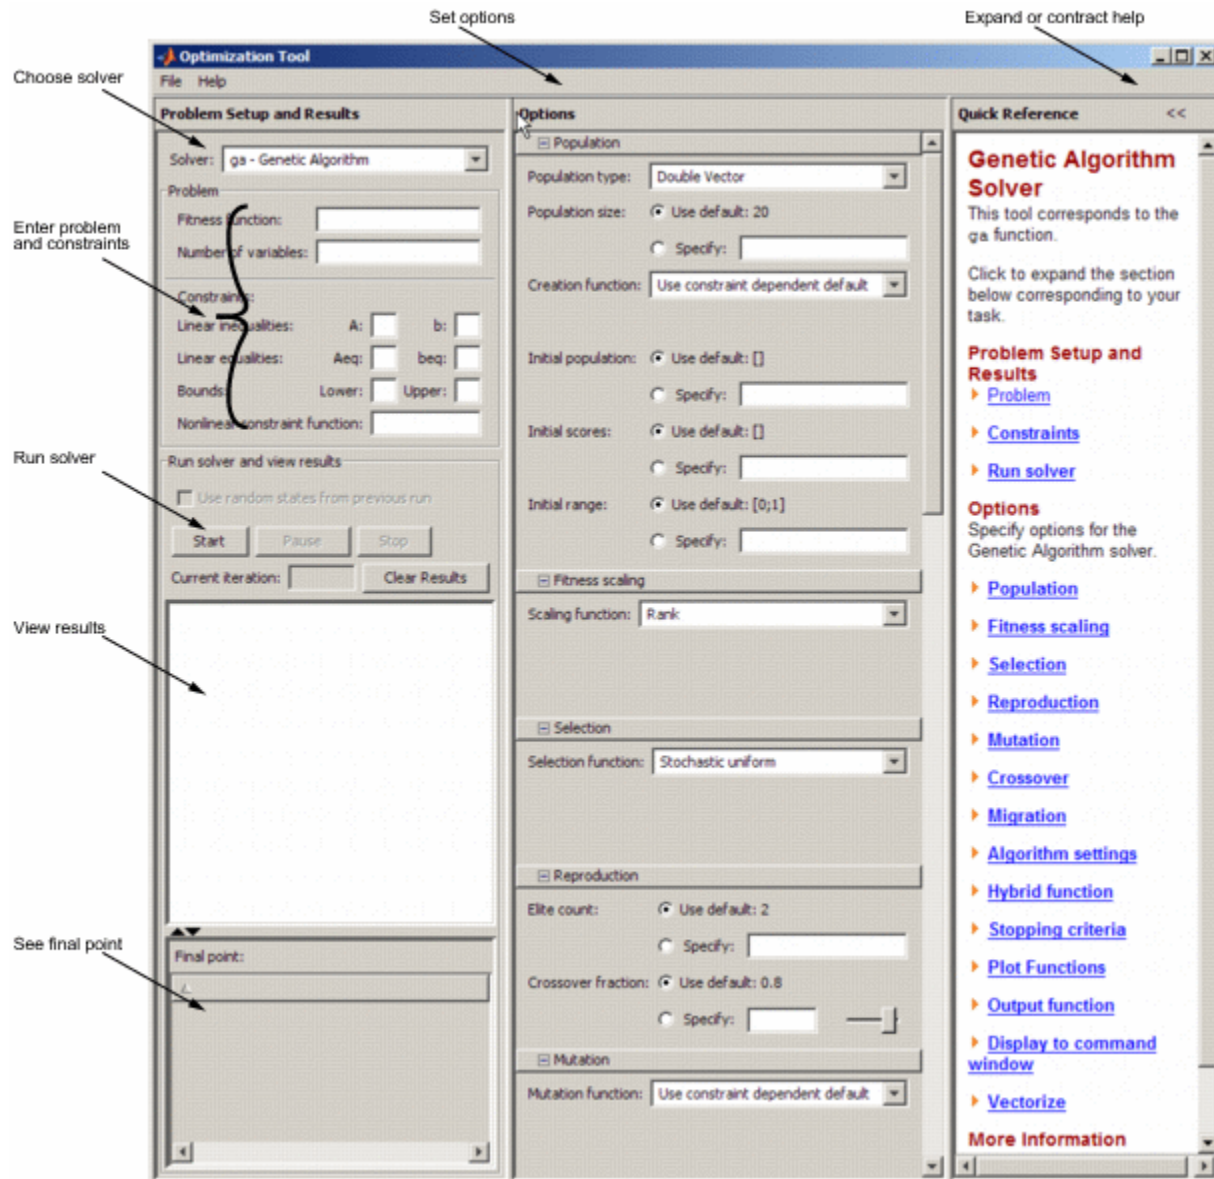 Set options
Expand or contract help
Choose solver
Enter problem
and constraints
Run solver
View results
See final point
Optimization Tool
File Help
Problem Setup and Results
Solver: ga - Genetic Algorithm
Problem
Fitness function:
Number of variables:
Constraints:
Linear inequalities: A: b:
Linear equalities: Aeq: beq:
Bounds: Lower: Upper:
Nonlinear constraint function:
Run solver and view results
Use random states from previous run
Start Pause Stop
Current iteration: Clear Results
Final point:
Options
Population
Population type: Double Vector
Population size: Use default: 20
Specify:
Creation function: Use constraint dependent default
Initial population: Use default: []
Specify:
Initial scores: Use default: []
Specify:
Initial range: Use default: [0;1]
Specify:
Fitness scaling
Scaling function: Rank
Selection
Selection function: Stochastic uniform
Reproduction
Elite count: Use default: 2
Specify:
Crossover fraction: Use default: 0.8
Specify:
Mutation
Mutation function: Use constraint dependent default
Quick Reference <<
Genetic Algorithm
Solver
This tool corresponds to the
ga function.
Click to expand the section
below corresponding to your
task.
Problem Setup and
Results
Problem
Constraints
Run solver
Options
Specify options for the
Genetic Algorithm solver.
Population
Fitness scaling
Selection
Reproduction
Mutation
Crossover
Migration
Algorithm settings
Hybrid function
Stopping criteria
Plot Functions
Output function
Display to command
window
Vectorize
More Information